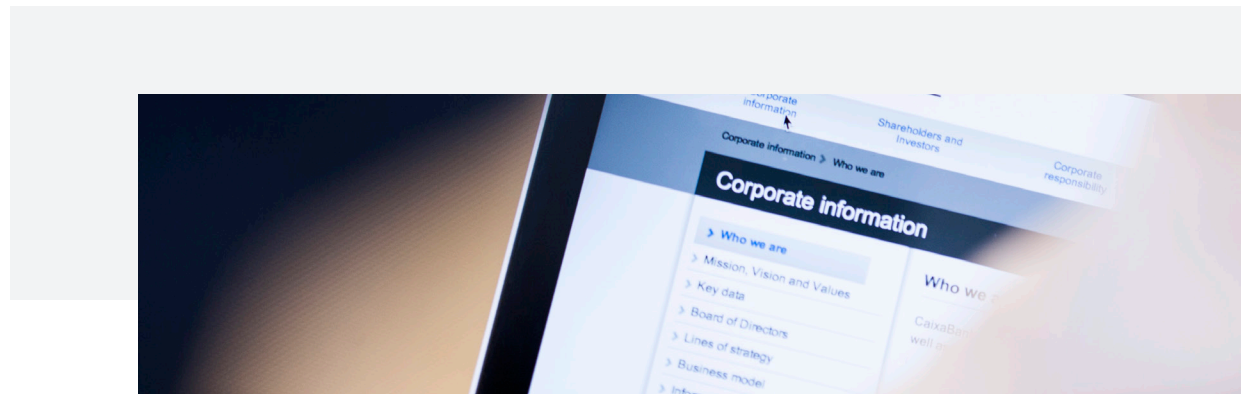 Corporate
information
Shareholders and
Investors
Corporate
responsibility
Corporate information > Who we are
Corporate information
> Who we are
> Mission, Vision and Values
> Key data
> Board of Directors
> Lines of strategy
> Business model
Who we
well